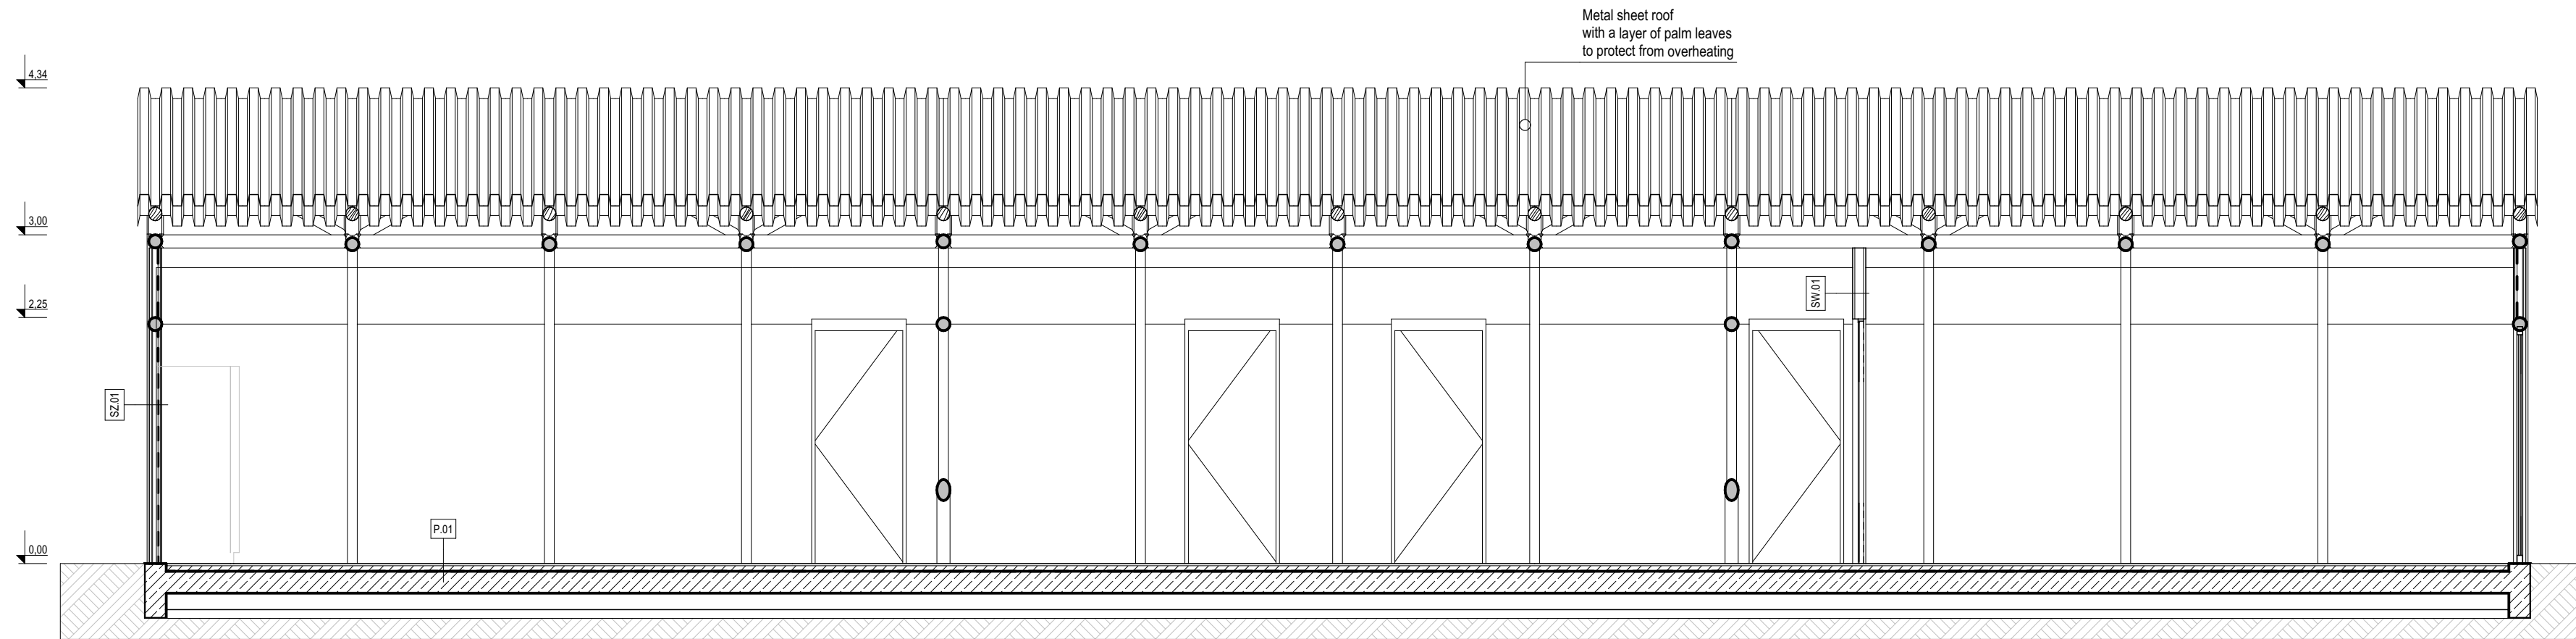 Metal sheet roof
with a layer of palm leaves
to protect from overheating
4,34
3,00
2,25
SW.01
SZ.01
P.01
0,00